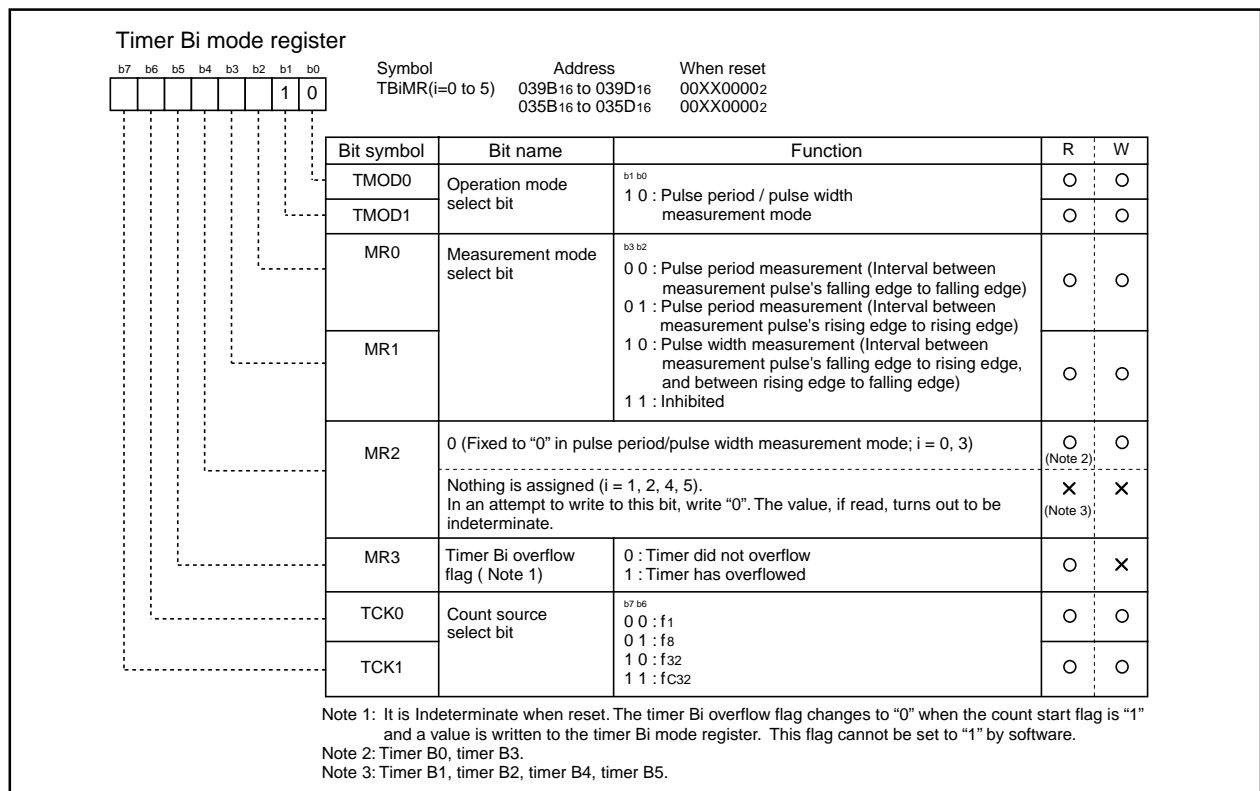 Timer Bi mode register
b7 b6 b5 b4 b3 b2 b1 b0
1 0
Symbol Address When reset
TBiMR(i=0 to 5) 039B16 to 039D16 00XX00002
035B16 to 035D16 00XX00002
Bit symbol Bit name Function R W
TMOD0
TMOD1
Operation mode
select bit
b1 b0
1 0 : Pulse period / pulse width
measurement mode
MR0
MR1
Measurement mode
select bit
b3 b2
0 0 : Pulse period measurement (Interval between
measurement pulse's falling edge to falling edge)
0 1 : Pulse period measurement (Interval between
measurement pulse's rising edge to rising edge)
1 0 : Pulse width measurement (Interval between
measurement pulse's falling edge to rising edge,
and between rising edge to falling edge)
1 1 : Inhibited
MR2
0 (Fixed to “0” in pulse period/pulse width measurement mode; i = 0, 3)
(Note 2)
Nothing is assigned (i = 1, 2, 4, 5).
In an attempt to write to this bit, write “0”. The value, if read, turns out to be
indeterminate.
(Note 3)
MR3
Timer Bi overflow
flag ( Note 1)
0 : Timer did not overflow
1 : Timer has overflowed
TCK0
TCK1
Count source
select bit
b7 b6
0 0 : f1
0 1 : f8
1 0 : f32
1 1 : fC32
Note 1: It is Indeterminate when reset. The timer Bi overflow flag changes to “0” when the count start flag is “1”
and a value is written to the timer Bi mode register. This flag cannot be set to “1” by software.
Note 2: Timer B0, timer B3.
Note 3: Timer B1, timer B2, timer B4, timer B5.